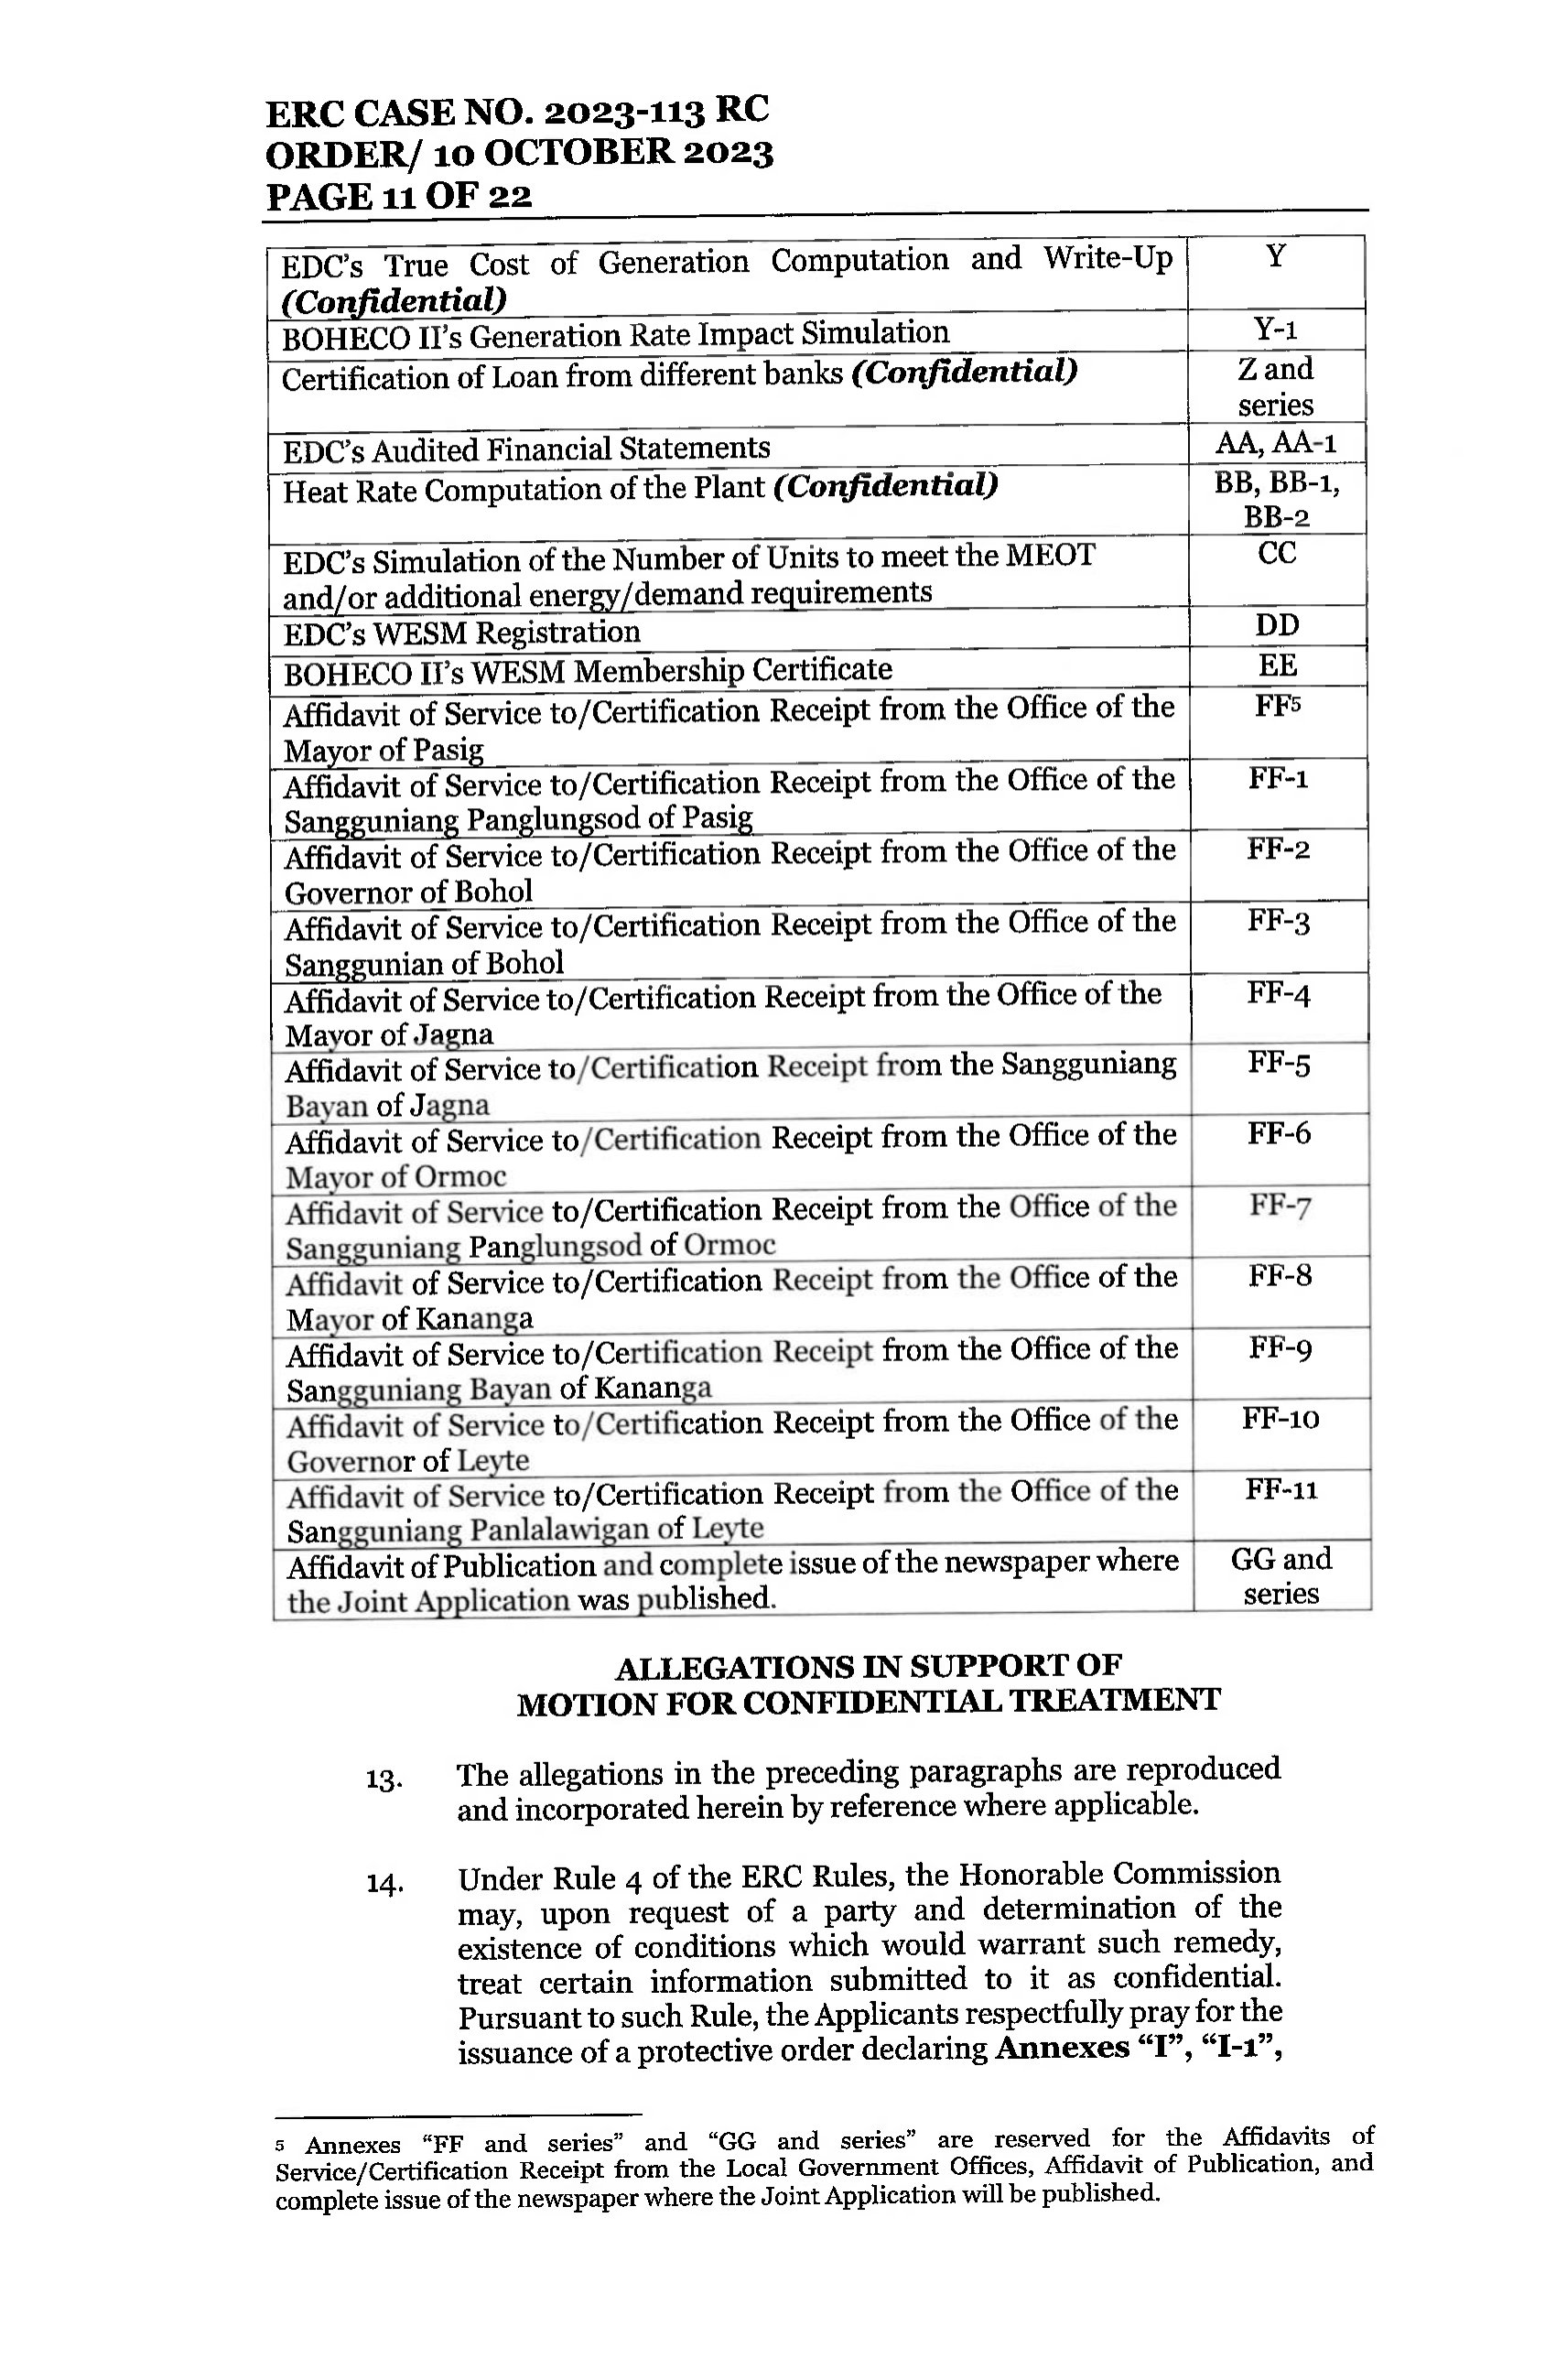 ERC CASE NO. 2023-113 RC
ORDER/ 10 OCTOBER 2023
PAGE 11 OF 22
EDC's True Cost of Generation Computation and Write-Up Y
(Confidential)
BOHECO II's Generation Rate Impact Simulation Y-1
Certification of Loan from different banks (Confidential) Z and
series
EDC's Audited Financial Statements AA, AA-1
Heat Rate Computation of the Plant (Confidential) BB, BB-1,
BB-2
EDC's Simulation of the Number of Units to meet the MEOT CC
and/or additional energy/demand requirements
EDC's WESM Registration DD
BOHECO II's WESM Membership Certificate EE
Affidavit of Service to/Certification Receipt from the Office of the FF5
Mayor of Pasig
Affidavit of Service to/Certification Receipt from the Office of the FF-1
Sangguniang Panglungsod of Pasig
Affidavit of Service to/Certification Receipt from the Office of the FF-2
Governor of Bohol
Affidavit of Service to/Certification Receipt from the Office of the FF-3
Sanggunian of Bohol
Affidavit of Service to/Certification Receipt from the Office of the FF-4
Mayor of Jagna
Affidavit of Service to/Certification Receipt from the Sangguniang FF-5
Bayan of Jagna
Affidavit of Service to/Certification Receipt from the Office of the FF-6
Mayor of Ormoc
Affidavit of Service to/Certification Receipt from the Office of the FF-7
Sangguniang Panglungsod of Ormoc
Affidavit of Service to/Certification Receipt from the Office of the FF-8
Mayor of Kananga
Affidavit of Service to/Certification Receipt from the Office of the FF-9
Sangguniang Bayan of Kananga
Affidavit of Service to/Certification Receipt from the Office of the FF-10
Governor of Leyte
Affidavit of Service to/Certification Receipt from the Office of the FF-11
Sangguniang Panlalawigan of Leyte
Affidavit of Publication and complete issue of the newspaper where GG and
the Joint Application was published. series
ALLEGATIONS IN SUPPORT OF
MOTION FOR CONFIDENTIAL TREATMENT
13. The allegations in the preceding paragraphs are reproduced
and incorporated herein by reference where applicable.
14. Under Rule 4 of the ERC Rules, the Honorable Commission
may, upon request of a party and determination of the
existence of conditions which would warrant such remedy,
treat certain information submitted to it as confidential.
Pursuant to such Rule, the Applicants respectfully pray for the
issuance of a protective order declaring Annexes “I”, “I-1”,
5 Annexes “FF and series” and “GG and series” are reserved for the Affidavits of
Service/Certification Receipt from the Local Government Offices, Affidavit of Publication, and
complete issue of the newspaper where the Joint Application will be published.